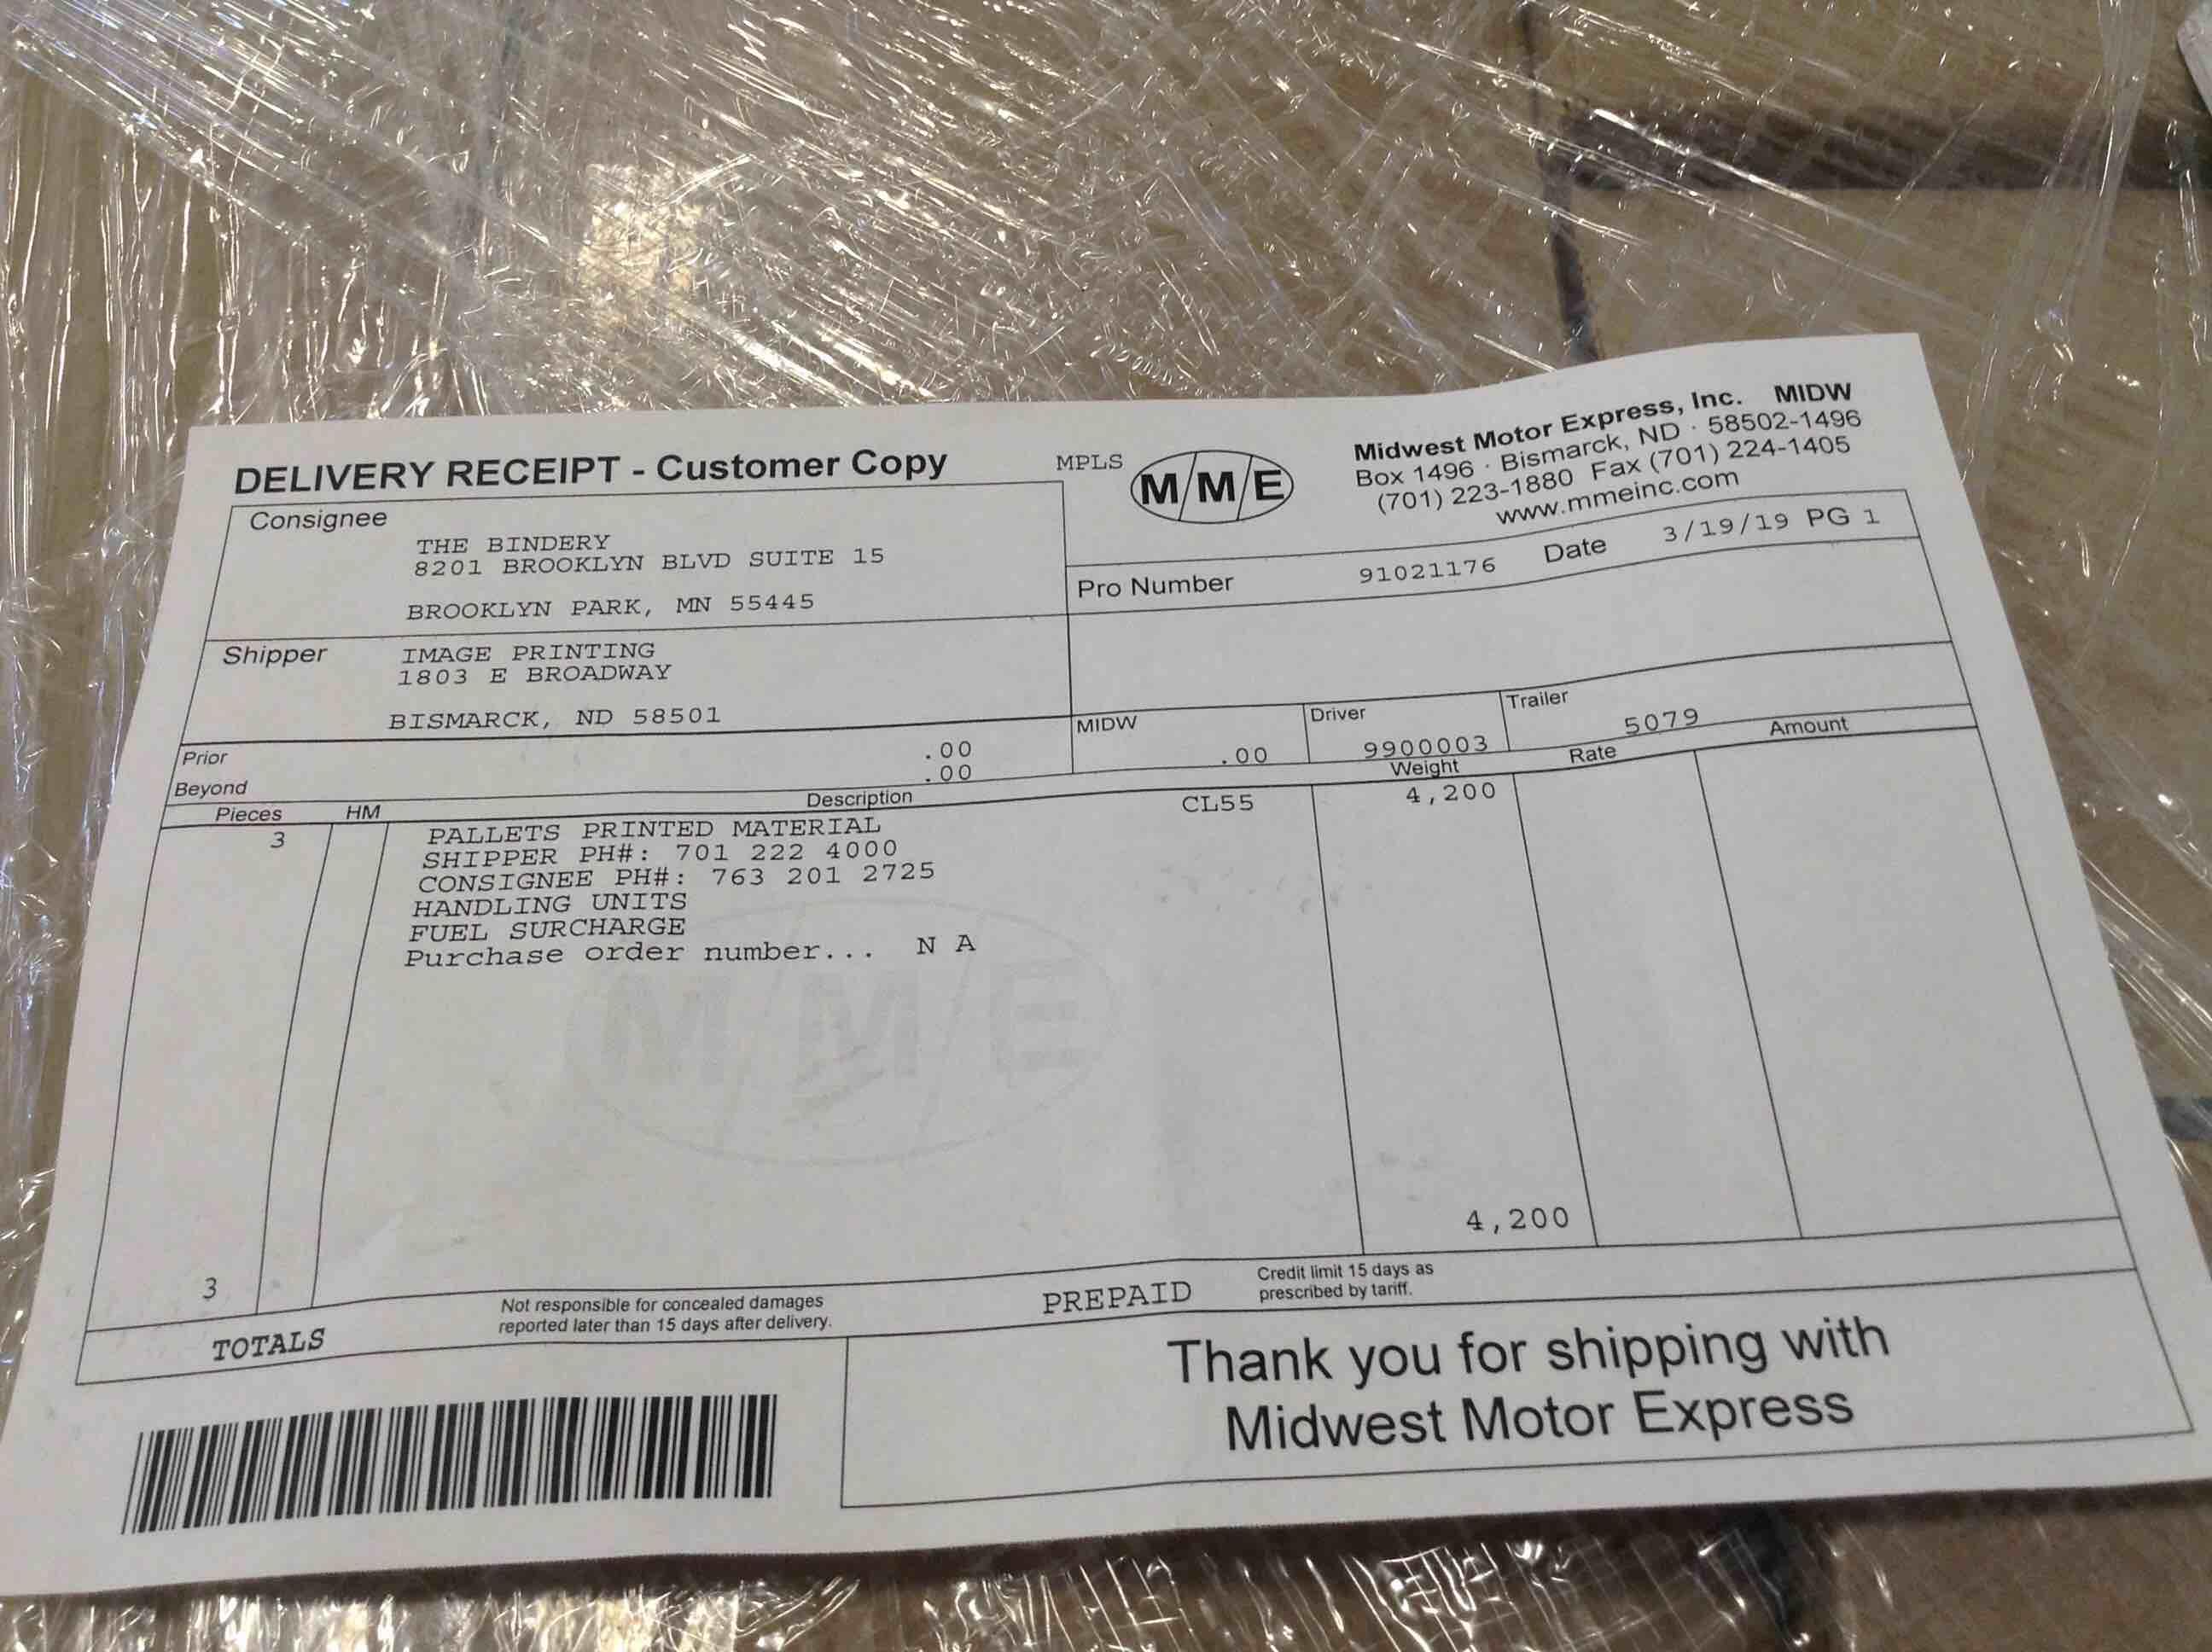 DELIVERY RECEIPT - Customer Copy
MPLS
M/M/E
Midwest Motor Express, Inc. MIDW
Box 1496 · Bismarck, ND · 58502-1496
(701) 223-1880 Fax (701) 224-1405
www.mmeinc.com
Consignee
THE BINDERY
8201 BROOKLYN BLVD SUITE 15
BROOKLYN PARK, MN 55445
Pro Number 91021176 Date 3/19/19 PG 1
Shipper IMAGE PRINTING
1803 E BROADWAY
BISMARCK, ND 58501
Prior .00
Beyond .00
MIDW .00
Driver 9900003
Trailer 5079
Pieces HM Description Weight Rate Amount
3 PALLETS PRINTED MATERIAL CL55 4,200
SHIPPER PH#: 701 222 4000
CONSIGNEE PH#: 763 201 2725
HANDLING UNITS
FUEL SURCHARGE
Purchase order number... N A
M/M/E
4,200
3
TOTALS
Not responsible for concealed damages
reported later than 15 days after delivery.
PREPAID
Credit limit 15 days as
prescribed by tariff.
Thank you for shipping with
Midwest Motor Express